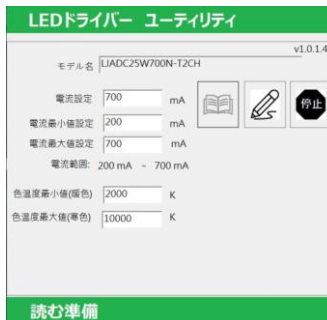 LEDドライバー ユーティリティ
v1.0.1.4
モデル名 LJADC25W700N-T2CH
電流設定 700 mA
電流最小値設定 200 mA
電流最大値設定 700 mA
停止
電流範囲: 200 mA ~ 700 mA
色温度最小値(暖色) 2000 K
色温度最大値(寒色) 10000 K
読む準備